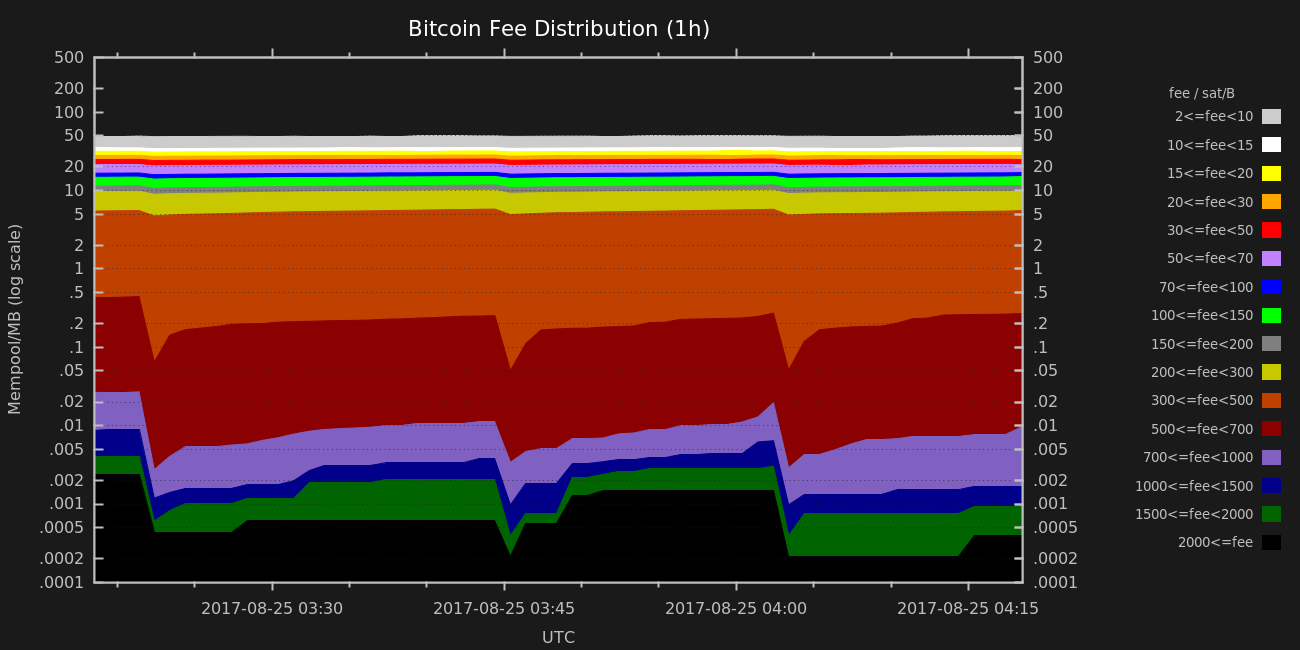 Bitcoin Fee Distribution (1h)
500 500
200 200
100 100
50 50
20 20
10 10
5 5
2 2
1 1
.5 .5
.2 .2
.1 .1
.05 .05
.02 .02
.01 .01
.005 .005
.002 .002
.001 .001
.0005 .0005
.0002 .0002
.0001 .0001
Mempool/MB (log scale)
2017-08-25 03:30 2017-08-25 03:45 2017-08-25 04:00 2017-08-25 04:15
UTC
fee / sat/B
2<=fee<10
10<=fee<15
15<=fee<20
20<=fee<30
30<=fee<50
50<=fee<70
70<=fee<100
100<=fee<150
150<=fee<200
200<=fee<300
300<=fee<500
500<=fee<700
700<=fee<1000
1000<=fee<1500
1500<=fee<2000
2000<=fee